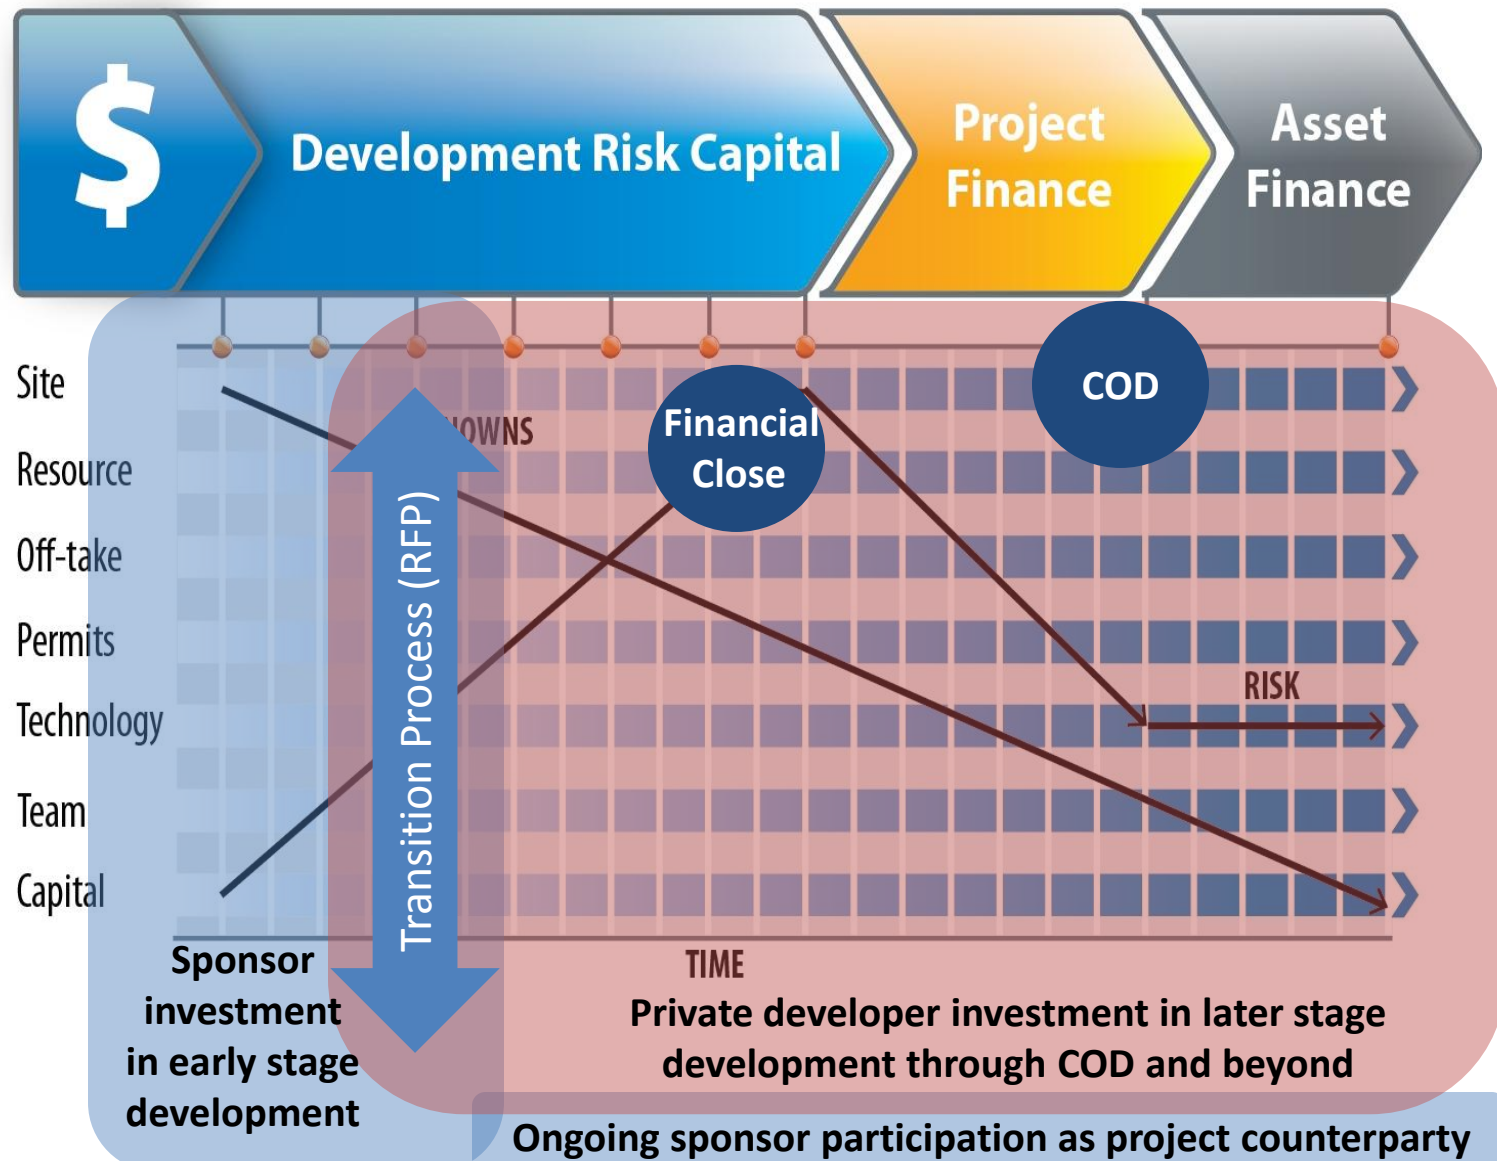 $
Development Risk Capital
Project
Finance
Asset
Finance
Site
Resource
Off-take
Permits
Technology
Team
Capital
Financial
Close
COD
Transition Process (RFP)
RISK
TIME
Sponsor
investment
in early stage
development
Private developer investment in later stage
development through COD and beyond
Ongoing sponsor participation as project counterparty